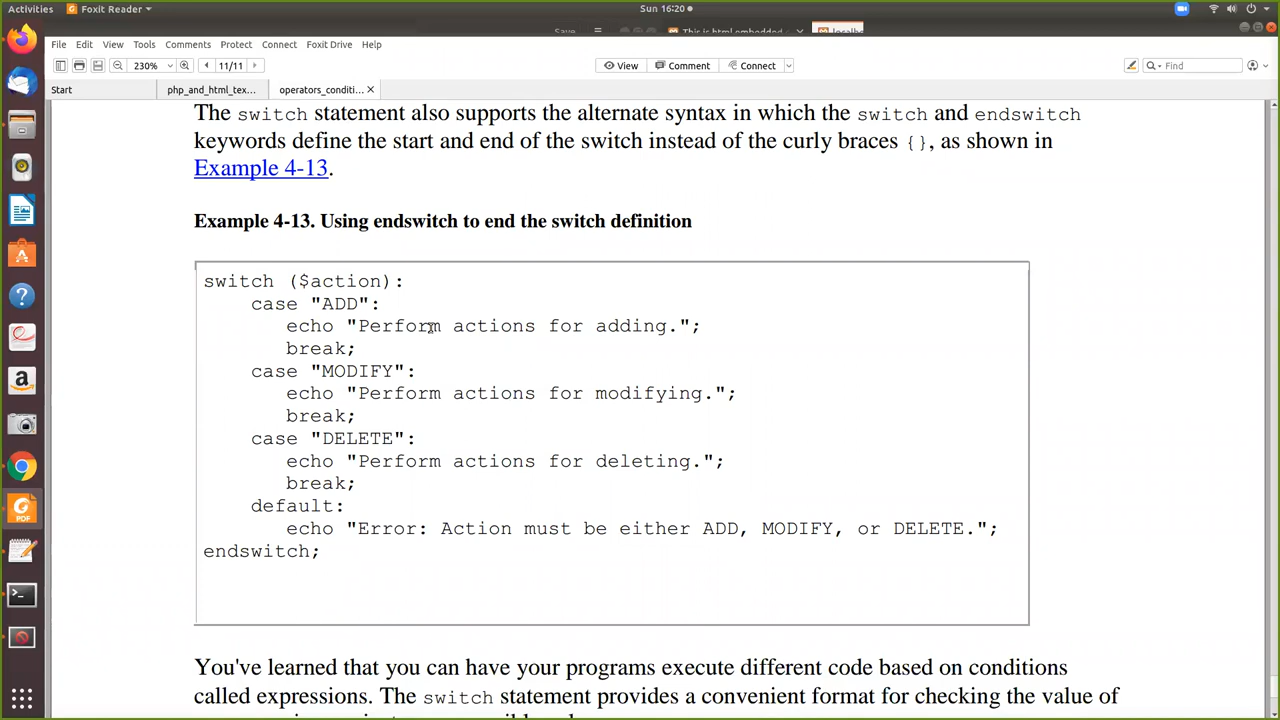 Activities
Foxit Reader
Sun 16:20
Save
This is html embedded
localho
File Edit View Tools Comments Protect Connect Foxit Drive Help
230% 11/11 View Comment Connect Find
Start php_and_html_tex... operators_conditi...
The switch statement also supports the alternate syntax in which the switch and endswitch
keywords define the start and end of the switch instead of the curly braces {}, as shown in
Example 4-13.
Example 4-13. Using endswitch to end the switch definition
switch ($action):
case "ADD":
echo "Perform actions for adding.";
break;
case "MODIFY":
echo "Perform actions for modifying.";
break;
case "DELETE":
echo "Perform actions for deleting.";
break;
default:
echo "Error: Action must be either ADD, MODIFY, or DELETE.";
endswitch;
You've learned that you can have your programs execute different code based on conditions
called expressions. The switch statement provides a convenient format for checking the value of